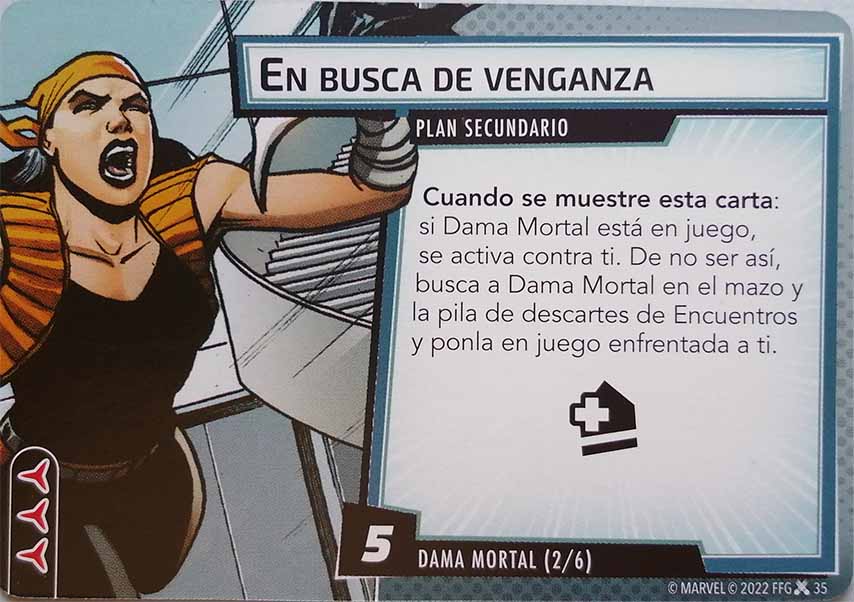 EN BUSCA DE VENGANZA
PLAN SECUNDARIO
Cuando se muestre esta carta:
si Dama Mortal está en juego,
se activa contra ti. De no ser así,
busca a Dama Mortal en el mazo y
la pila de descartes de Encuentros
y ponla en juego enfrentada a ti.
5
DAMA MORTAL (2/6)
© MARVEL © 2022 FFG 35